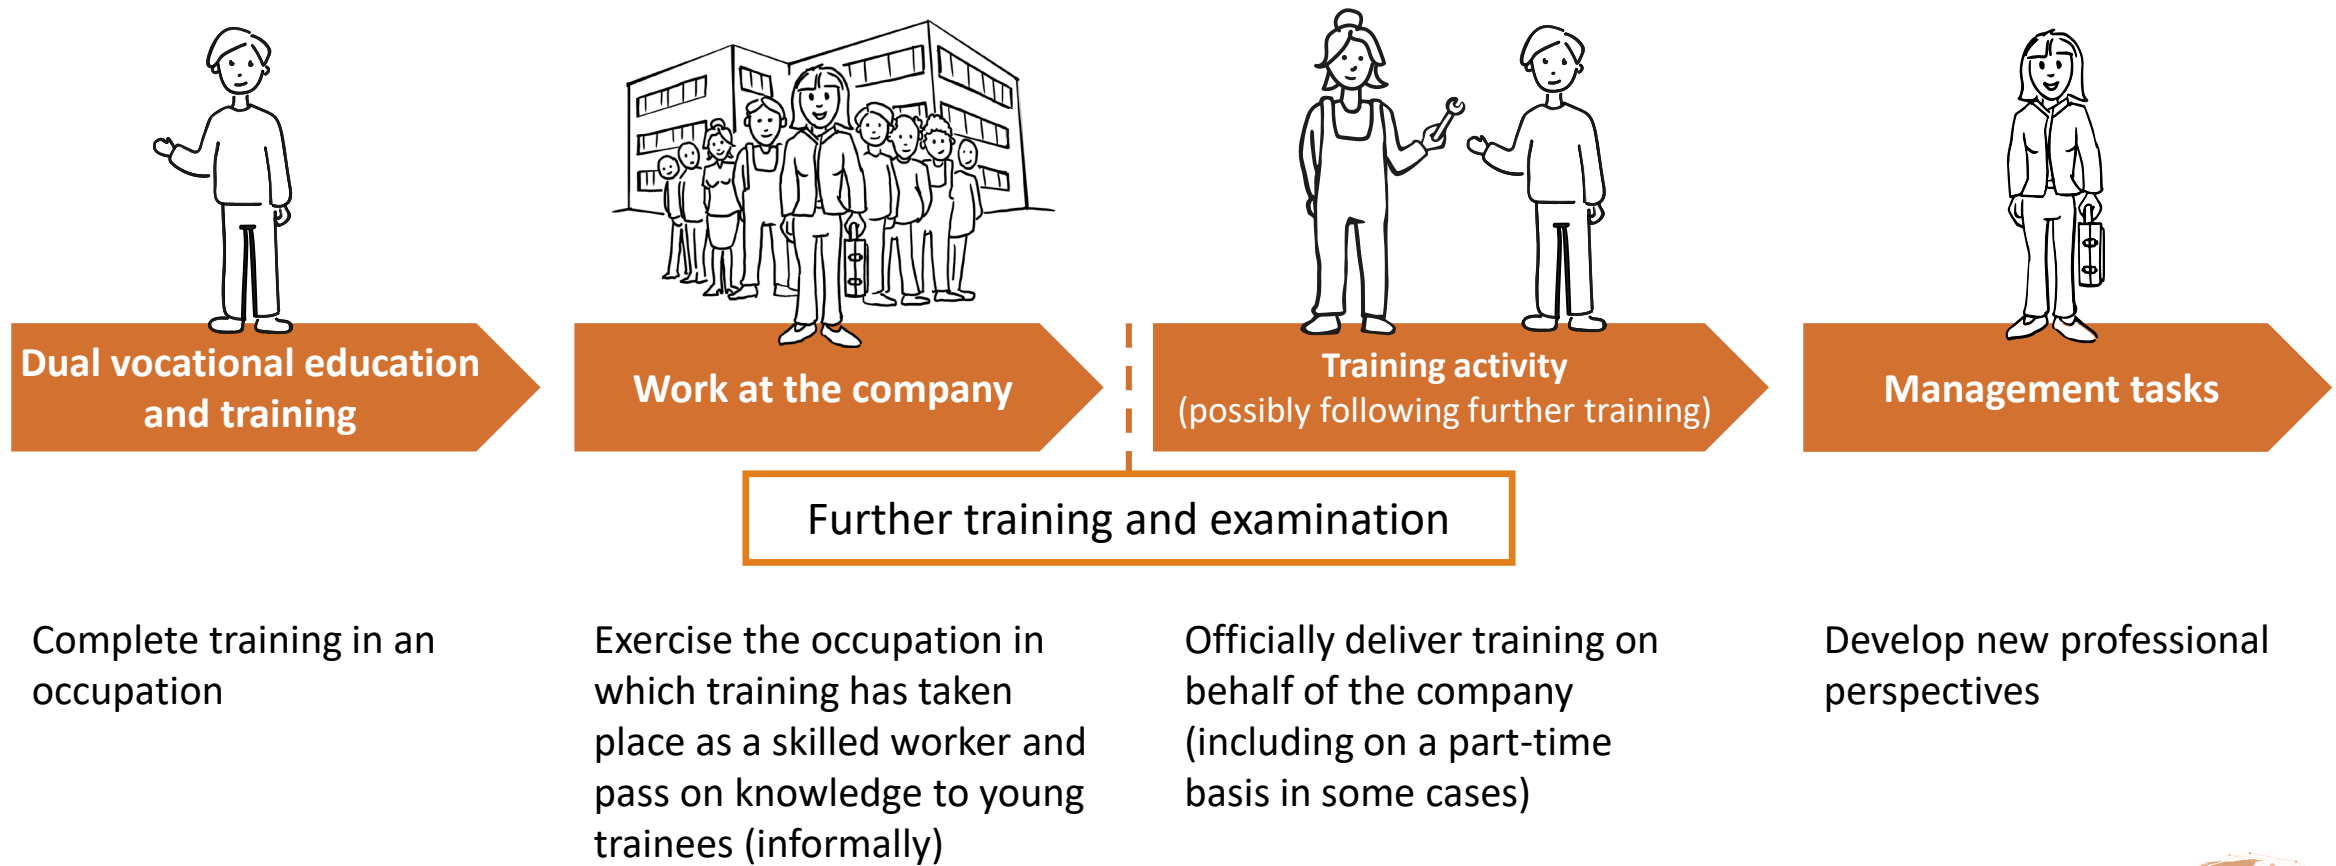 Dual vocational education
and training
Work at the company
Training activity
(possibly following further training)
Management tasks
Further training and examination
Complete training in an
occupation
Exercise the occupation in
which training has taken
place as a skilled worker and
pass on knowledge to young
trainees (informally)
Officially deliver training on
behalf of the company
(including on a part-time
basis in some cases)
Develop new professional
perspectives